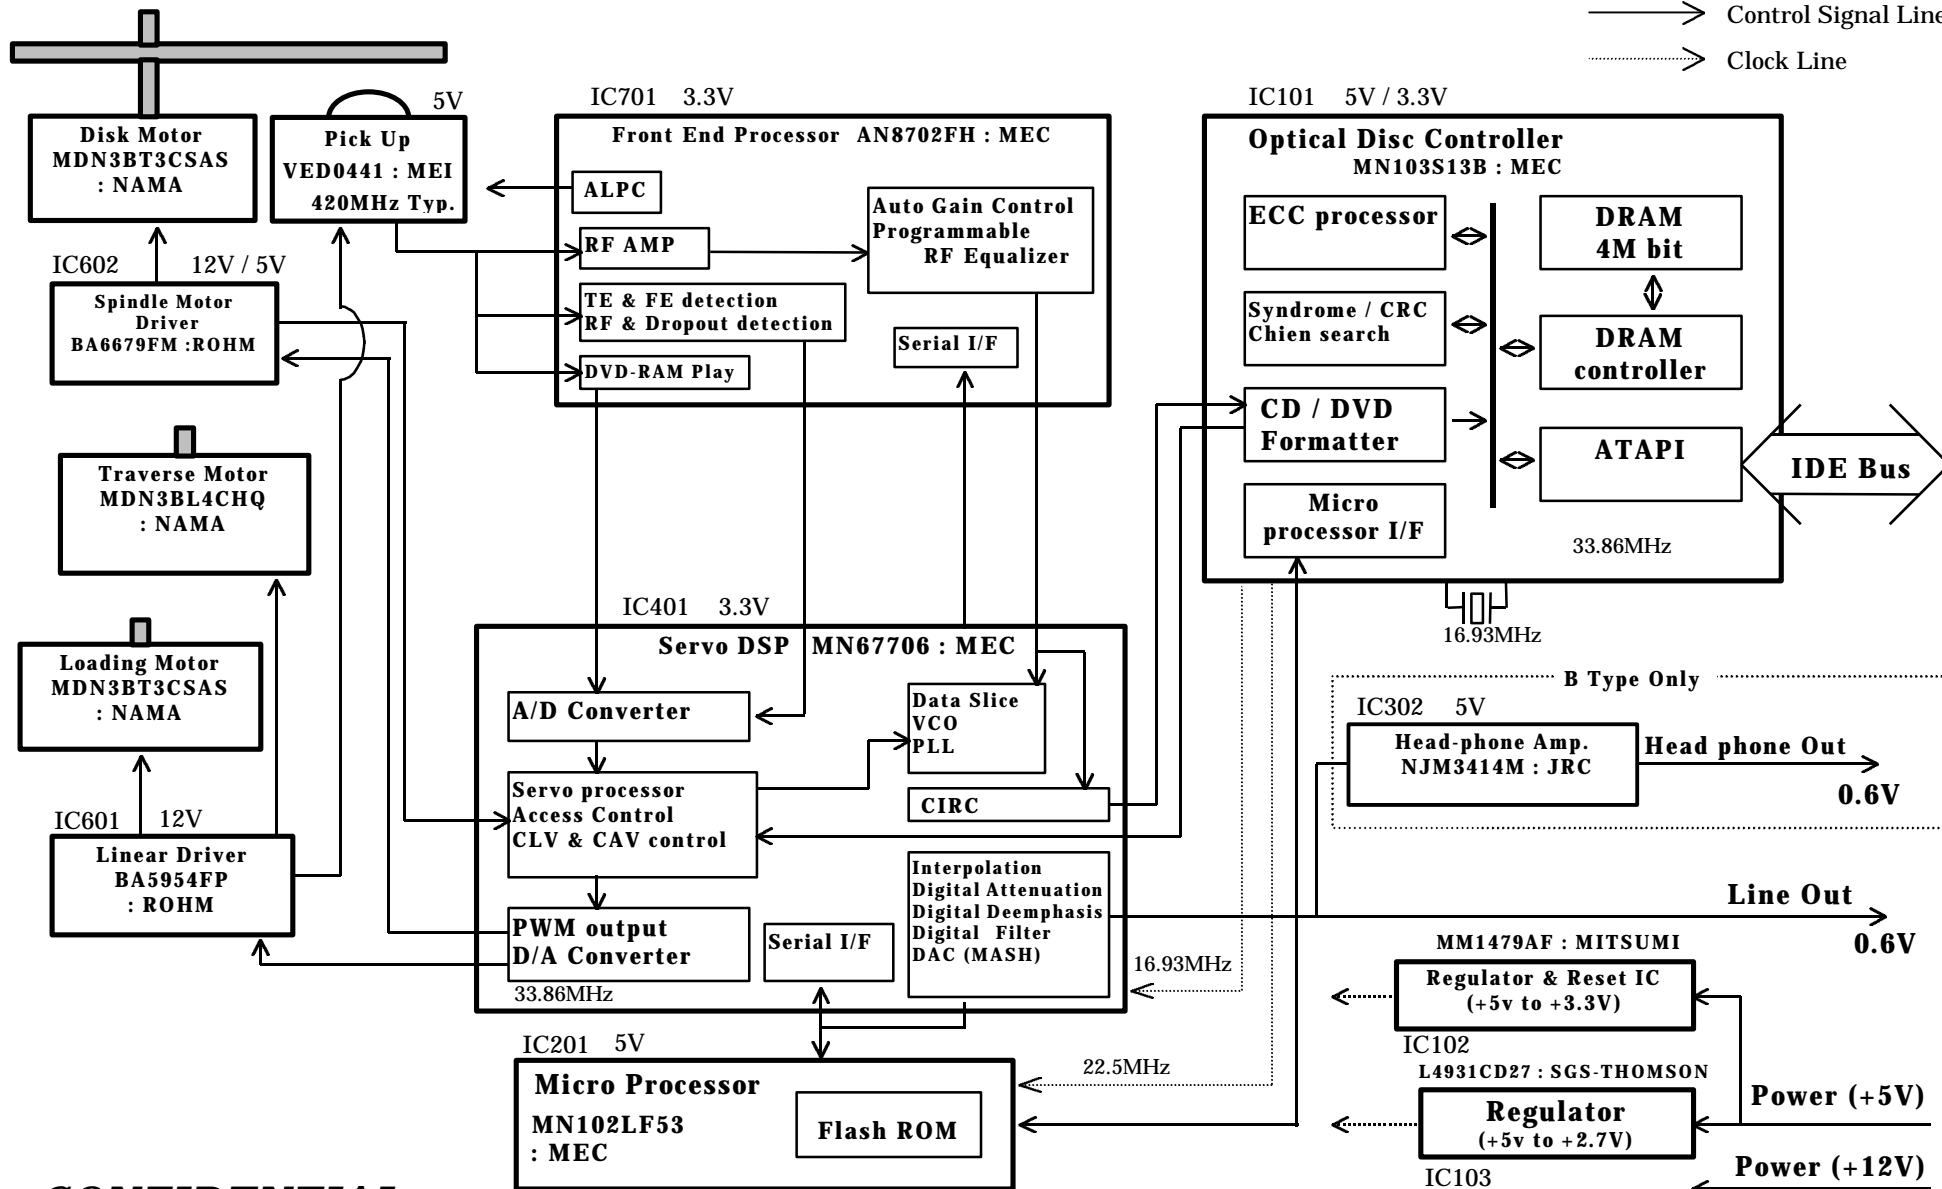 Control Signal Line
Clock Line
Disk Motor
MDN3BT3CSAS
: NAMA
5V
Pick Up
VED0441 : MEI
420MHz Typ.
IC602 12V / 5V
Spindle Motor
Driver
BA6679FM :ROHM
Traverse Motor
MDN3BL4CHQ
: NAMA
Loading Motor
MDN3BT3CSAS
: NAMA
IC601 12V
Linear Driver
BA5954FP
: ROHM
IC701 3.3V
Front End Processor AN8702FH : MEC
ALPC
RF AMP
TE & FE detection
RF & Dropout detection
DVD-RAM Play
Auto Gain Control
Programmable
RF Equalizer
Serial I/F
IC401 3.3V
Servo DSP MN67706 : MEC
A/D Converter
Servo processor
Access Control
CLV & CAV control
PWM output
D/A Converter
33.86MHz
Data Slice
VCO
PLL
CIRC
Serial I/F
Interpolation
Digital Attenuation
Digital Deemphasis
Digital Filter
DAC (MASH)
IC201 5V
Micro Processor
MN102LF53
: MEC
Flash ROM
IC101 5V / 3.3V
Optical Disc Controller
MN103S13B : MEC
ECC processor
Syndrome / CRC
Chien search
CD / DVD
Formatter
Micro
processor I/F
DRAM
4M bit
DRAM
controller
ATAPI
33.86MHz
IDE Bus
16.93MHz
B Type Only
IC302 5V
Head-phone Amp.
NJM3414M : JRC
Head phone Out
0.6V
Line Out
0.6V
16.93MHz
22.5MHz
MM1479AF : MITSUMI
Regulator & Reset IC
(+5v to +3.3V)
IC102
L4931CD27 : SGS-THOMSON
Regulator
(+5v to +2.7V)
IC103
Power (+5V)
Power (+12V)
CONFIDENTIAL